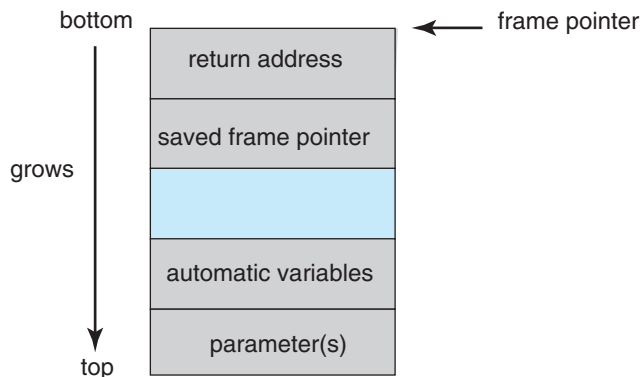 bottom
frame pointer
return address
saved frame pointer
grows
automatic variables
parameter(s)
top